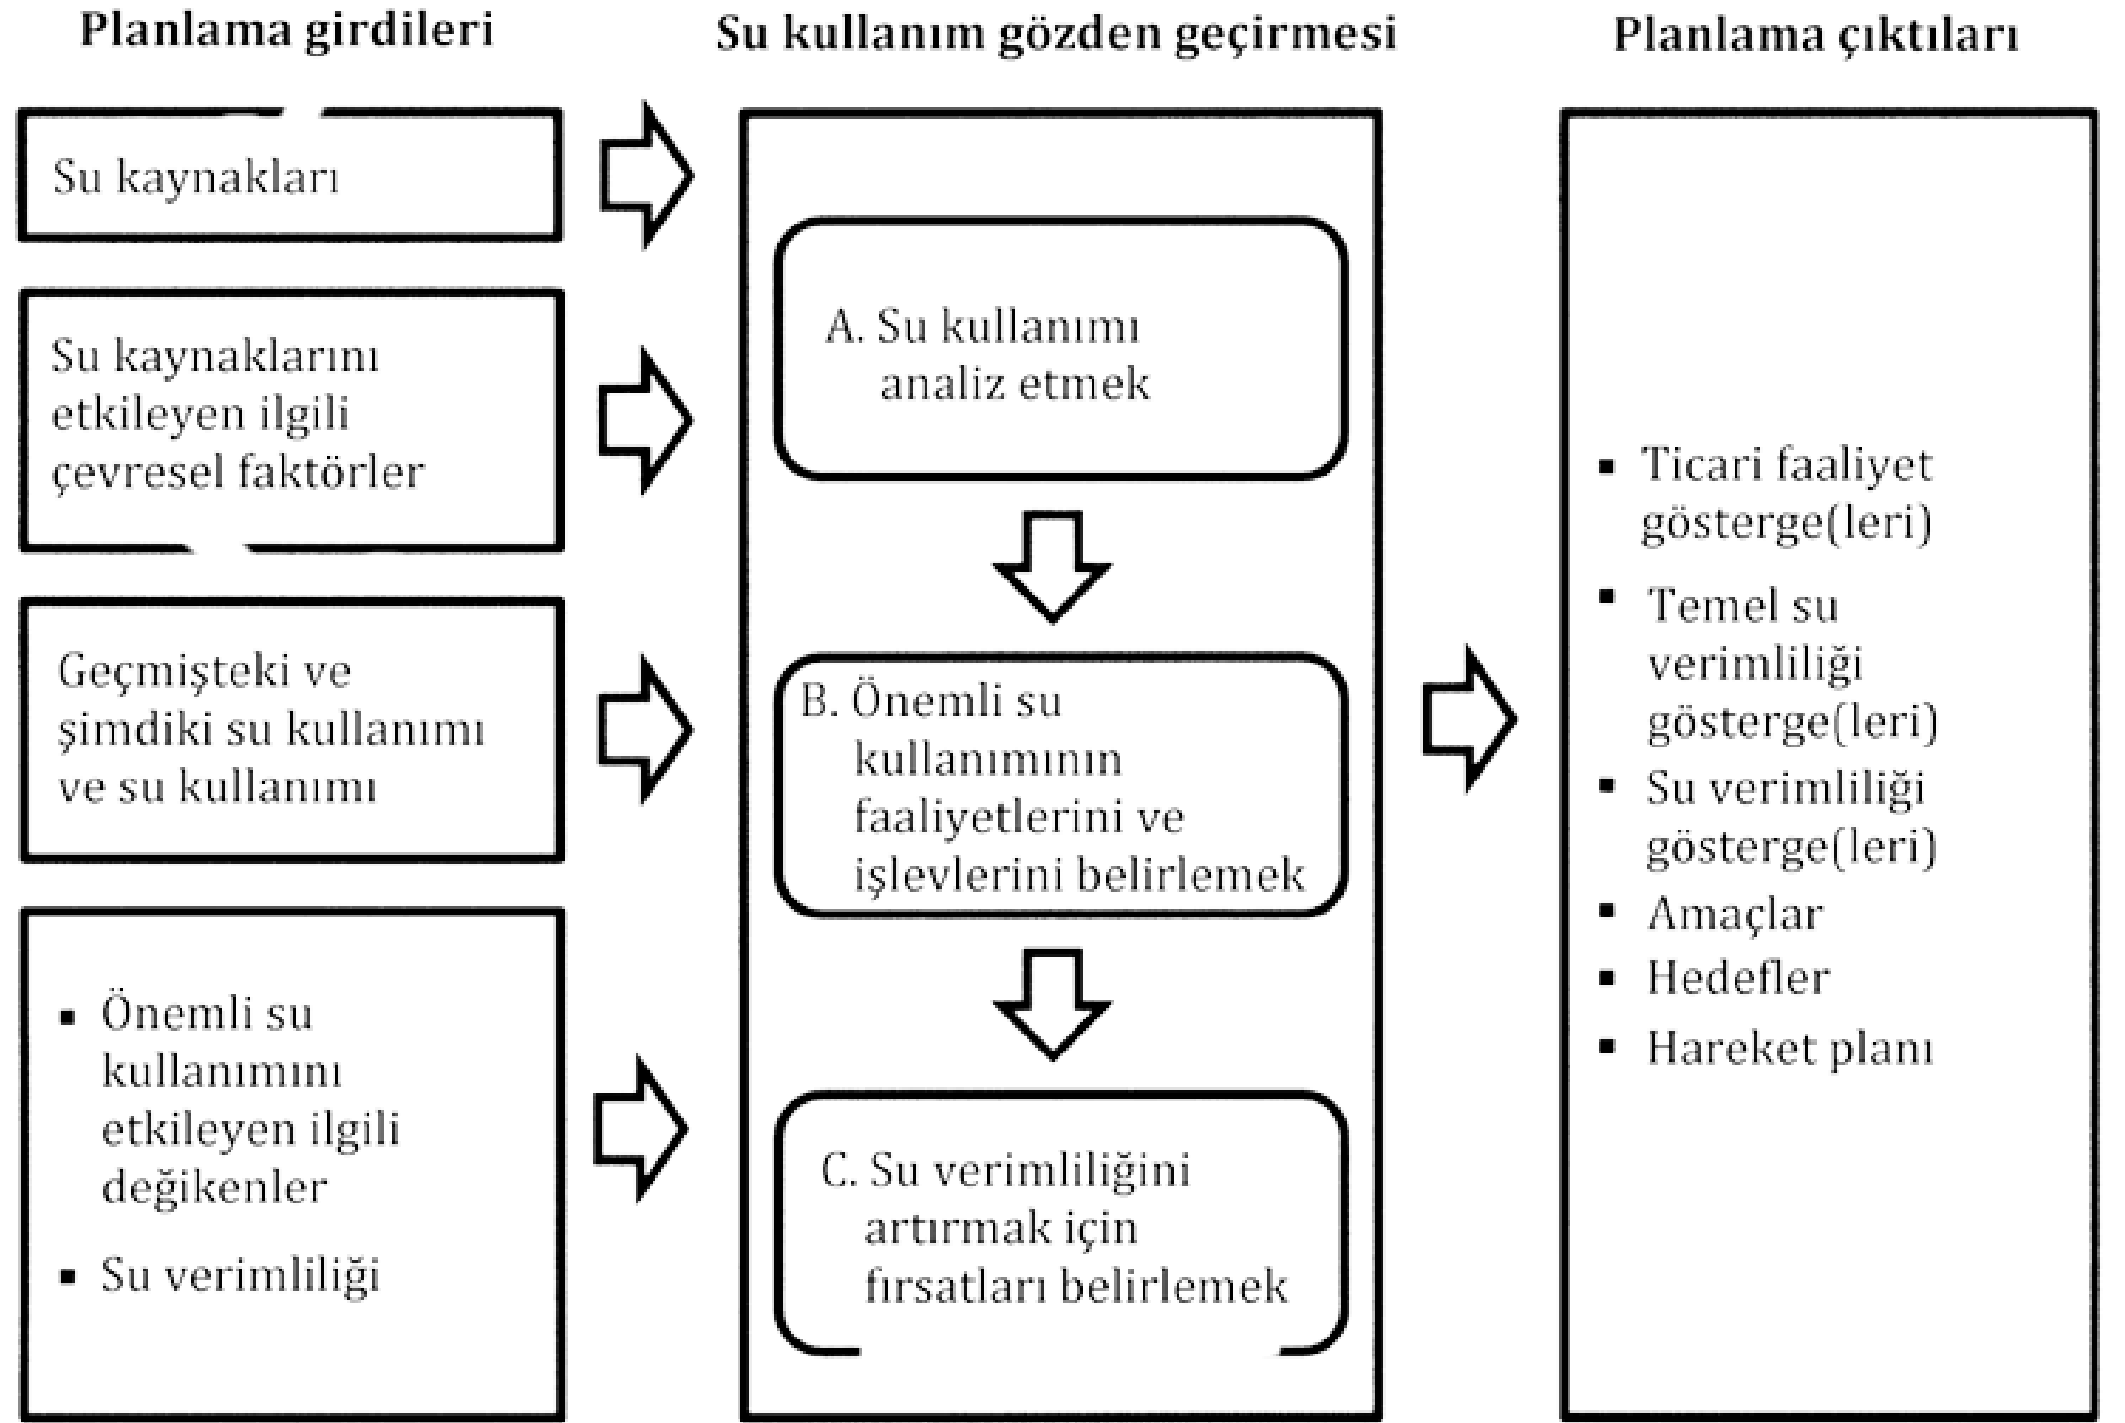 Planlama girdileri
Su kullanım gözden geçirmesi
Planlama çıktıları
Su kaynakları
Su kaynaklarını
etkileyen ilgili
çevresel faktörler
Geçmişteki ve
şimdiki su kullanımı
ve su kullanımı
▪ Önemli su
kullanımını
etkileyen ilgili
değikenler
▪ Su verimliliği
A. Su kullanımı
analiz etmek
B. Önemli su
kullanımının
faaliyetlerini ve
işlevlerini belirlemek
C. Su verimliliğini
artırmak için
fırsatları belirlemek
▪ Ticari faaliyet
gösterge(leri)
▪ Temel su
verimliliği
gösterge(leri)
▪ Su verimliliği
gösterge(leri)
▪ Amaçlar
▪ Hedefler
▪ Hareket planı